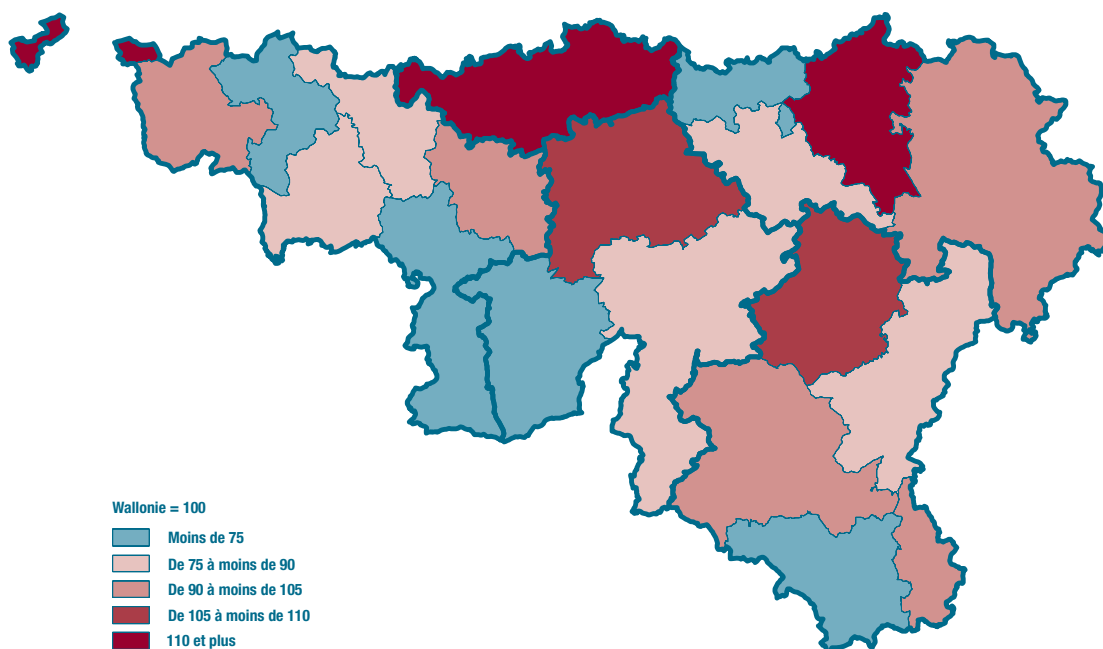 Wallonie = 100
Moins de 75
De 75 à moins de 90
De 90 à moins de 105
De 105 à moins de 110
110 et plus